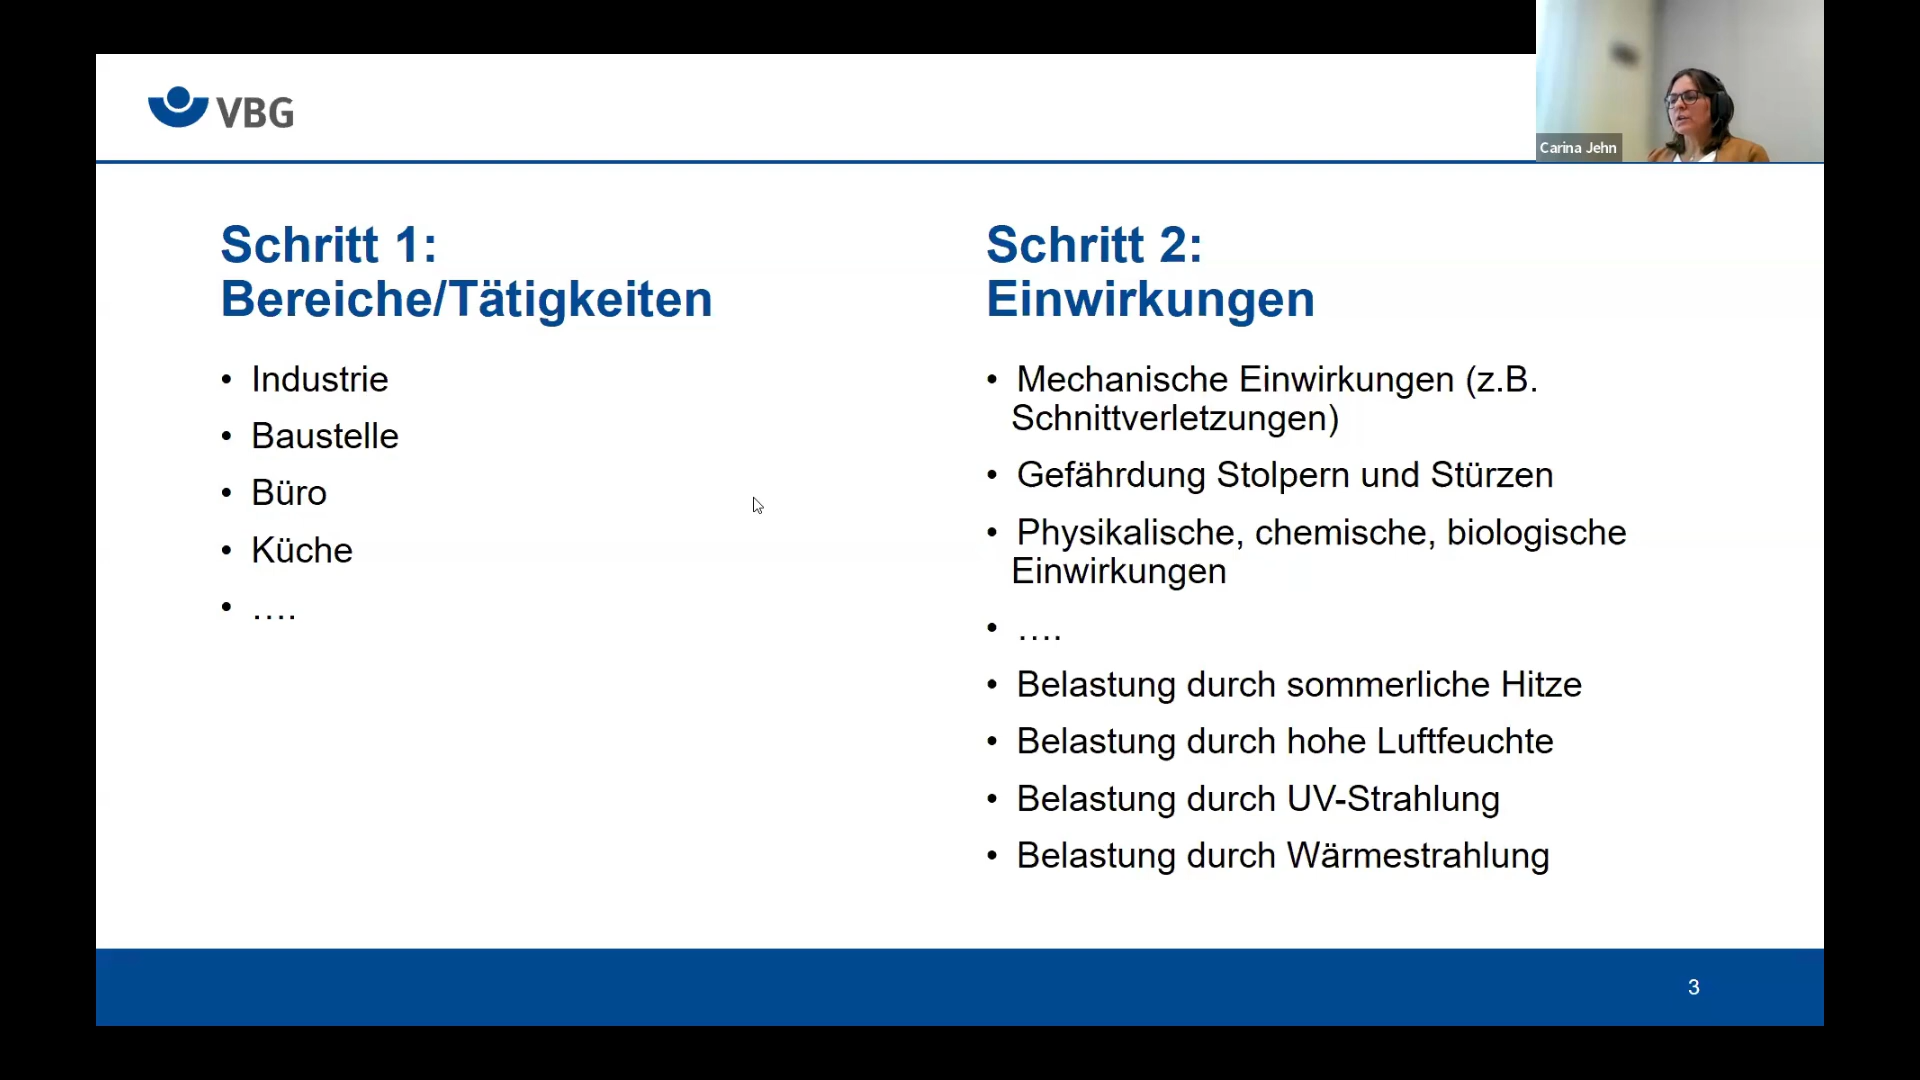 VBG
Carina Jehn
Schritt 1:
Bereiche/Tätigkeiten
• Industrie
• Baustelle
• Büro
• Küche
• ….
Schritt 2:
Einwirkungen
• Mechanische Einwirkungen (z.B.
Schnittverletzungen)
• Gefährdung Stolpern und Stürzen
• Physikalische, chemische, biologische
Einwirkungen
• ….
• Belastung durch sommerliche Hitze
• Belastung durch hohe Luftfeuchte
• Belastung durch UV-Strahlung
• Belastung durch Wärmestrahlung
3